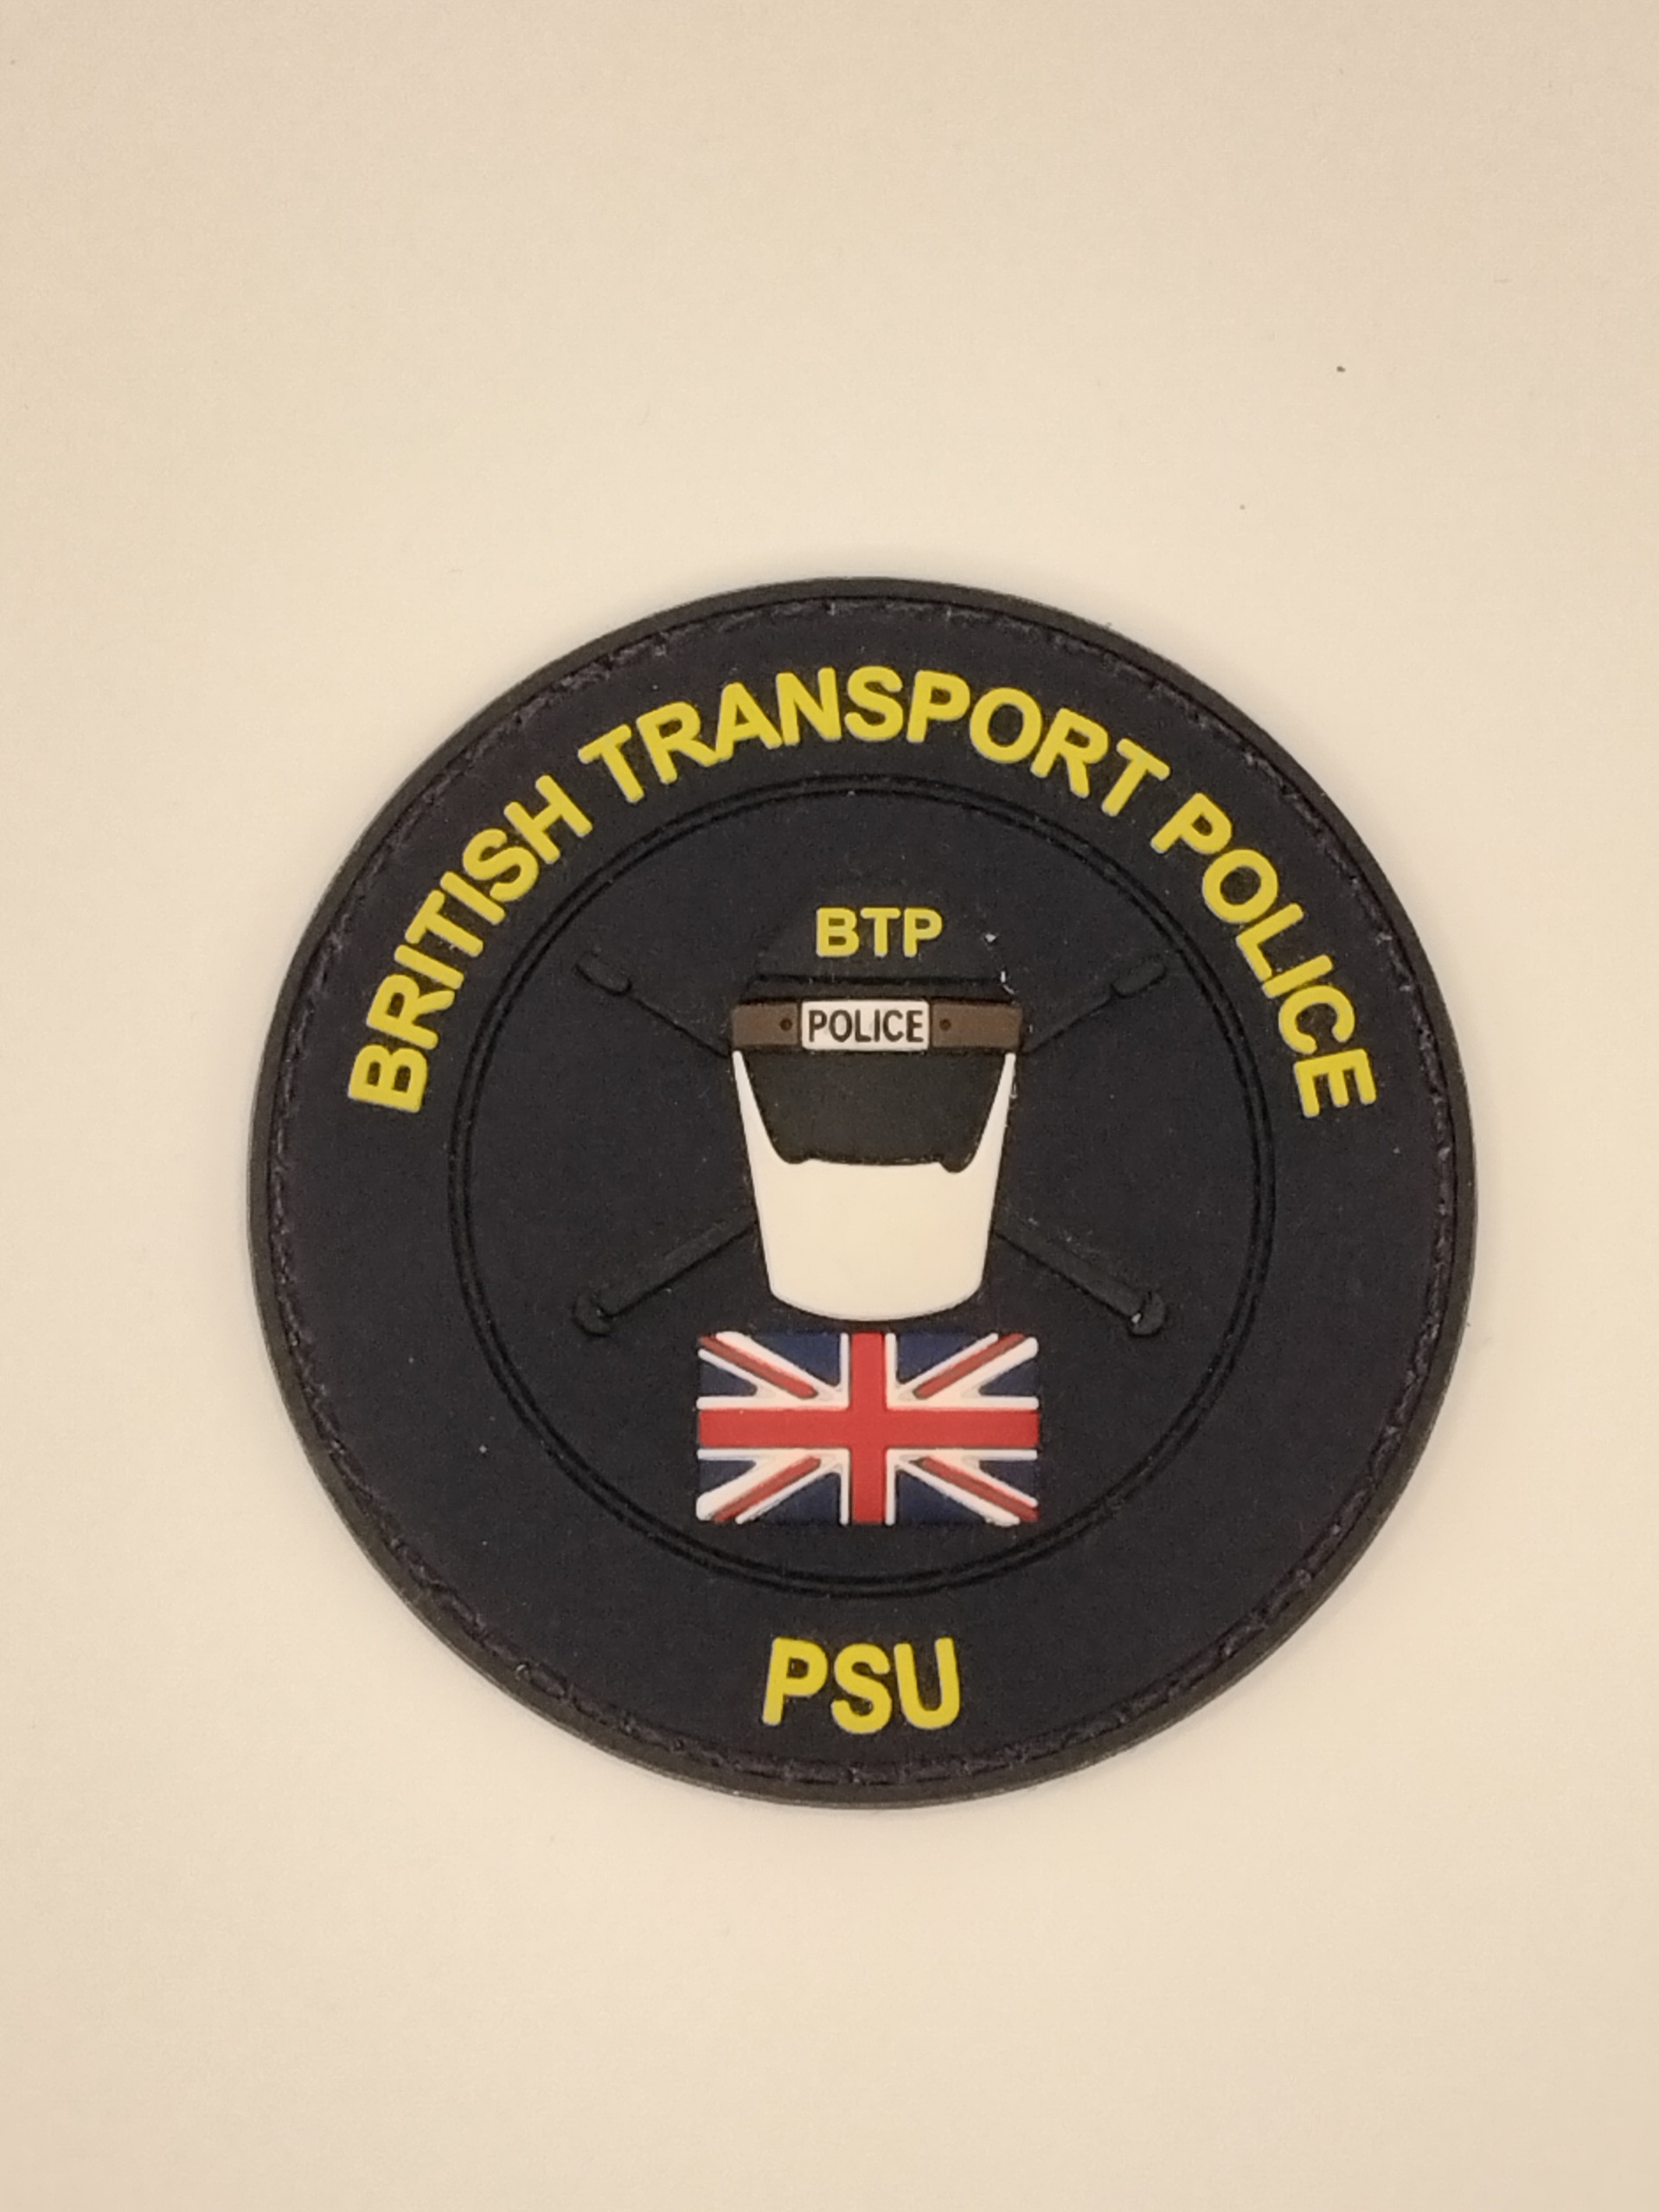 BRITISH TRANSPORT POLICE
BTP
POLICE
PSU